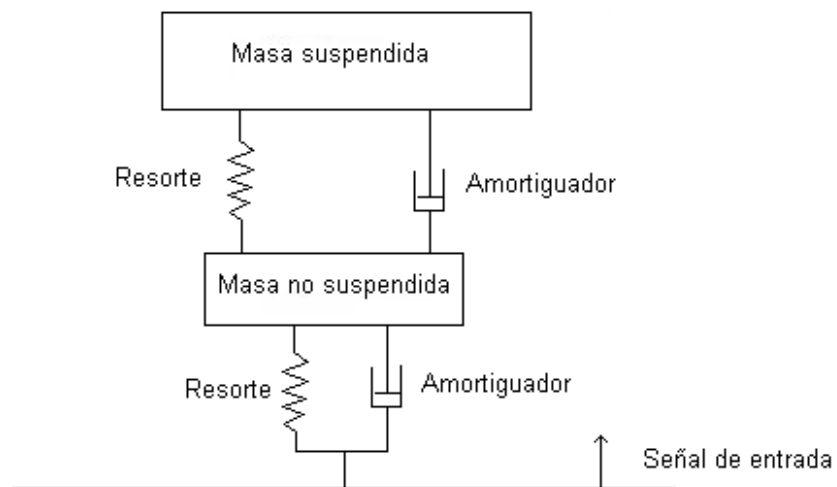 Masa suspendida
Resorte
Amortiguador
Masa no suspendida
Resorte
Amortiguador
Señal de entrada